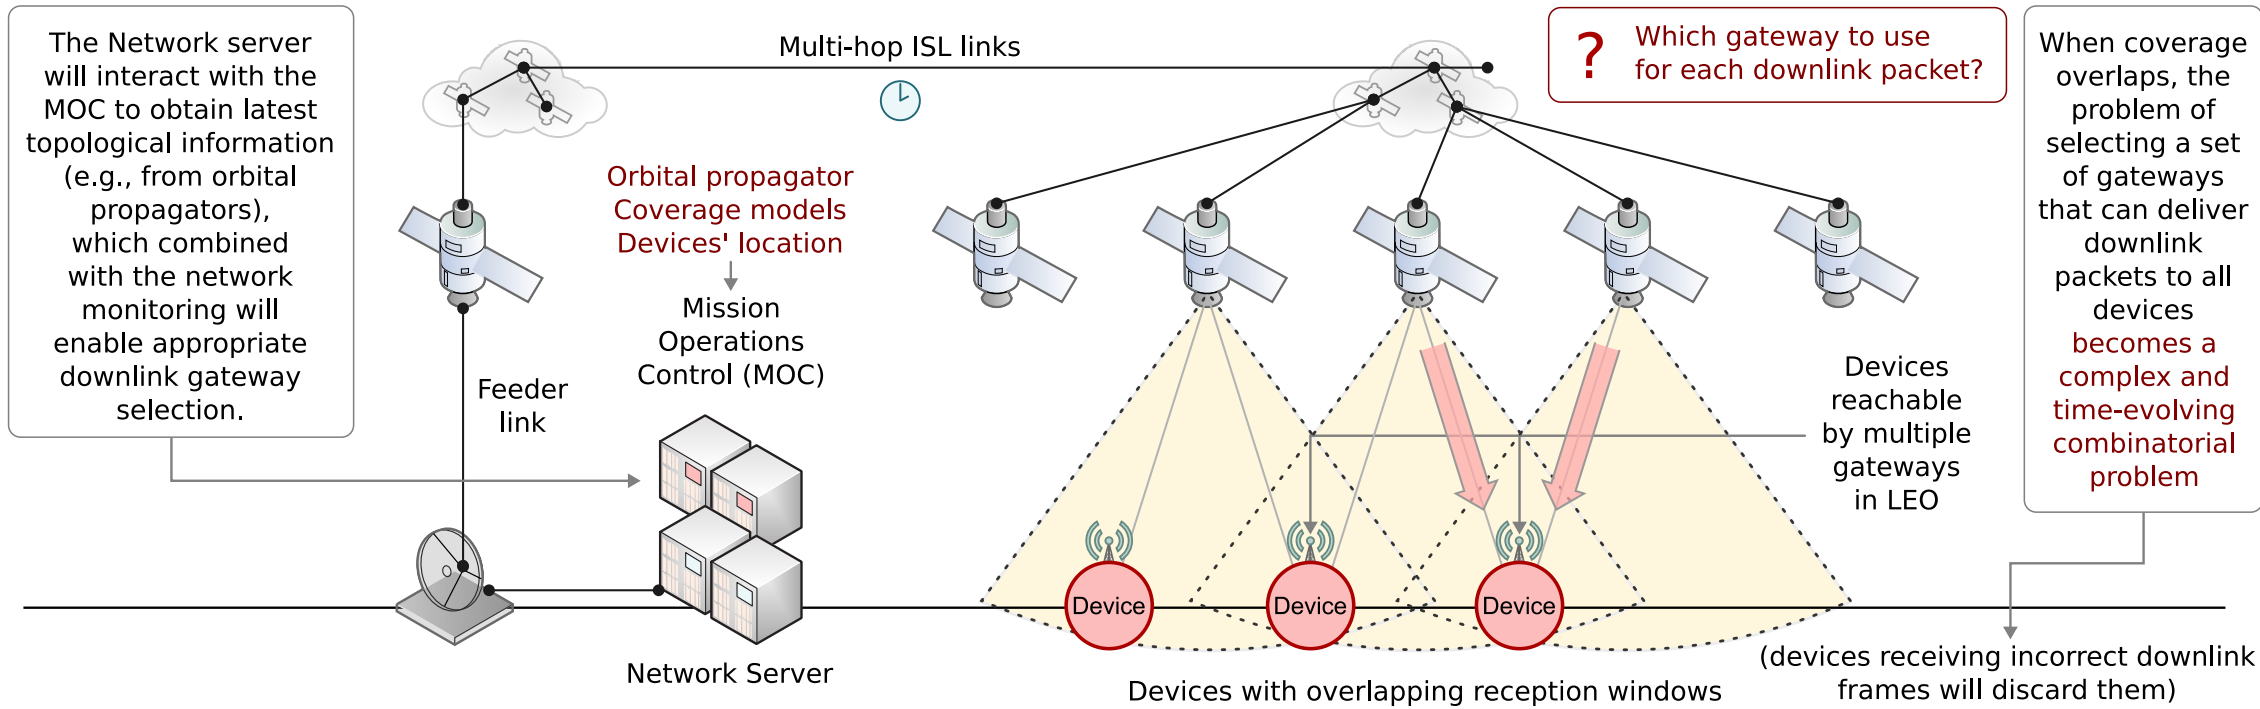 The Network server
will interact with the
MOC to obtain latest
topological information
(e.g., from orbital
propagators),
which combined
with the network
monitoring will
enable appropriate
downlink gateway
selection.
Multi-hop ISL links
? Which gateway to use
for each downlink packet?
When coverage
overlaps, the
problem of
selecting a set
of gateways
that can deliver
downlink
packets to all
devices
becomes a
complex and
time-evolving
combinatorial
problem
Orbital propagator
Coverage models
Devices' location
Mission
Operations
Control (MOC)
Feeder
link
Devices
reachable
by multiple
gateways
in LEO
Device
Device
Device
Network Server
Devices with overlapping reception windows
(devices receiving incorrect downlink
frames will discard them)